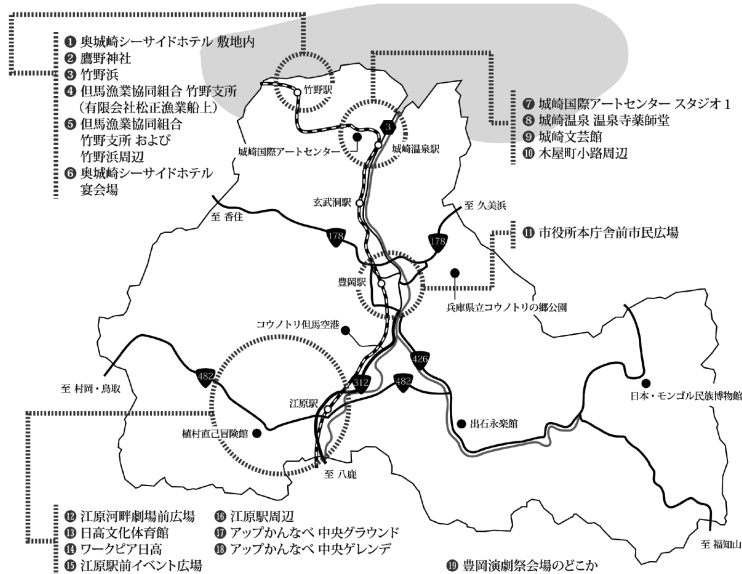 ❶ 奥城崎シーサイドホテル 敷地内
❷ 鷹野神社
❸ 竹野浜
❹ 但馬漁業協同組合 竹野支所
（有限会社松正漁業船上）
❺ 但馬漁業協同組合
竹野支所 および
竹野浜周辺
❻ 奥城崎シーサイドホテル
宴会場
❼ 城崎国際アートセンター スタジオ1
❽ 城崎温泉 温泉寺薬師堂
❾ 城崎文芸館
❿ 木屋町小路周辺
⓫ 市役所本庁舎前市民広場
竹野駅
3
城崎国際アートセンター
城崎温泉駅
玄武洞駅
至 香住
至 久美浜
178
178
豊岡駅
兵庫県立コウノトリの郷公園
コウノトリ但馬空港
426
482
312
482
至 村岡・鳥取
江原駅
日本・モンゴル民族博物館
植村直己冒険館
出石永楽館
至 八鹿
至 福知山
⓬ 江原河畔劇場前広場
⓭ 日高文化体育館
⓮ ワークピア日高
⓯ 江原駅前イベント広場
⓰ 江原駅周辺
⓱ アップかんなべ 中央グラウンド
⓲ アップかんなべ 中央ゲレンデ
⓳ 豊岡演劇祭会場のどこか